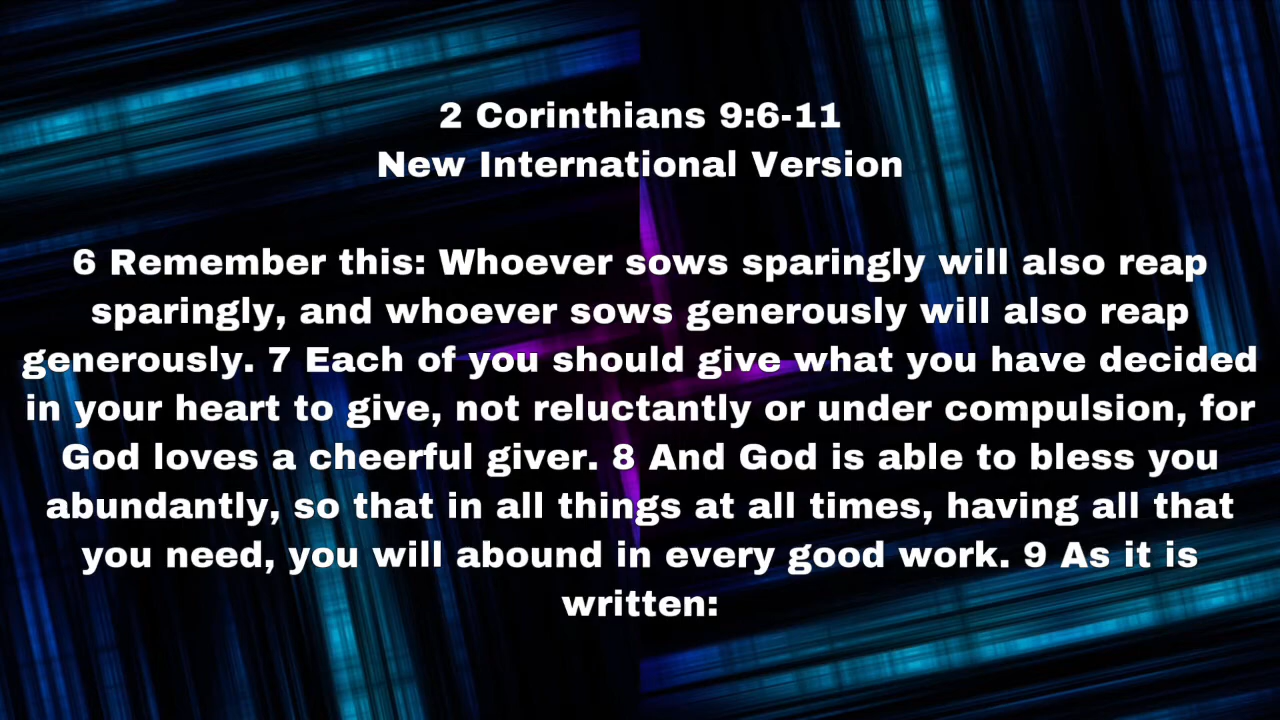 2 Corinthians 9:6-11
New International Version
6 Remember this: Whoever sows sparingly will also reap
sparingly, and whoever sows generously will also reap
generously. 7 Each of you should give what you have decided
in your heart to give, not reluctantly or under compulsion, for
God loves a cheerful giver. 8 And God is able to bless you
abundantly, so that in all things at all times, having all that
you need, you will abound in every good work. 9 As it is
written: